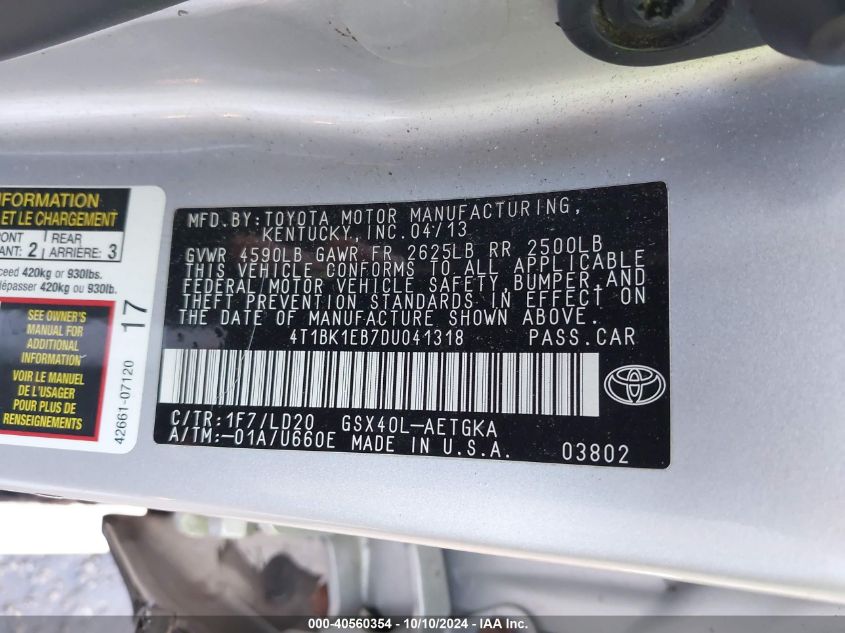 NFORMATION
ET LE CHARGEMENT
ONT
ANT: 2
REAR
ARRIÈRE: 3
ceed 420kg or 930lbs.
dépasser 420kg ou 930lb.
SEE OWNER'S
MANUAL FOR
ADDITIONAL
INFORMATION
VOIR LE MANUEL
DE L'USAGER
POUR PLUS DE
RENSEIGNEMENTS
17
42661-07120
MFD. BY: TOYOTA MOTOR MANUFACTURING,
KENTUCKY, INC. 04/13
GVWR 4590LB GAWR FR 2625LB RR 2500LB
THIS VEHICLE CONFORMS TO ALL APPLICABLE
FEDERAL MOTOR VEHICLE SAFETY, BUMPER, AND
THEFT PREVENTION STANDARDS IN EFFECT ON
THE DATE OF MANUFACTURE SHOWN ABOVE.
4T1BK1EB7DU041318 PASS. CAR
C/TR: 1F7/LD20 GSX40L-AETGKA
A/TM: -01A/U660E MADE IN U.S.A.
03802
000-40560354 - 10/10/2024 - IAA Inc.